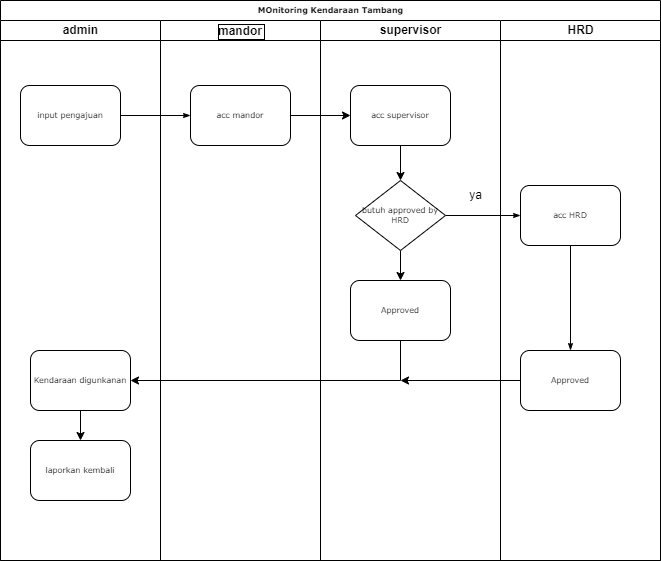 MOnitoring Kendaraan Tambang
admin
mandor
supervisor
HRD
input pengajuan
acc mandor
acc supervisor
butuh approved by
HRD
ya
acc HRD
Approved
Kendaraan digunkanan
Approved
laporkan kembali